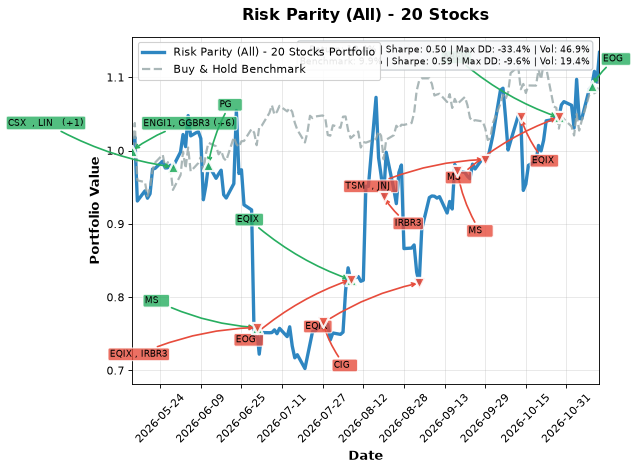 Risk Parity (All) - 20 Stocks
Risk Parity (All) - 20 Stocks Portfolio
| Sharpe: 0.50 | Max DD: -33.4% | Vol: 46.9%
Buy & Hold Benchmark
Benchmark: 9.9% | Sharpe: 0.59 | Max DD: -9.6% | Vol: 19.4%
EOG
PG
CSX , LIN (+1)
ENGI1, GGBR3 (+6)
EQIX
TSM , JNJ
MS
IRBR3
EQIX
MS
MS
EOG
EQIX
EQIX , IRBR3
CIG
Portfolio Value
1.1
1.0
0.9
0.8
0.7
2026-05-24
2026-06-09
2026-06-25
2026-07-11
2026-07-27
2026-08-12
2026-08-28
2026-09-13
2026-09-29
2026-10-15
2026-10-31
Date